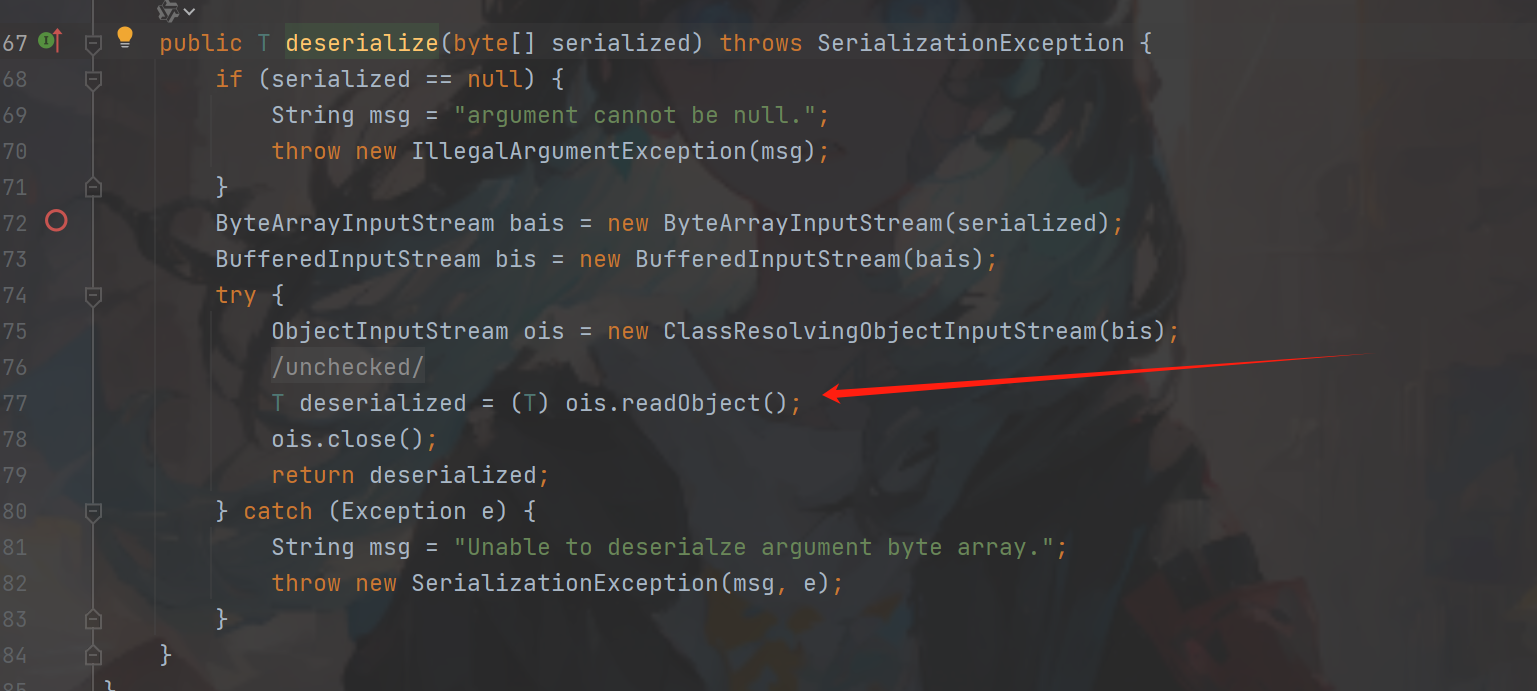 67 public T deserialize(byte[] serialized) throws SerializationException {
68 if (serialized == null) {
69 String msg = "argument cannot be null.";
70 throw new IllegalArgumentException(msg);
71 }
72 ByteArrayInputStream bais = new ByteArrayInputStream(serialized);
73 BufferedInputStream bis = new BufferedInputStream(bais);
74 try {
75 ObjectInputStream ois = new ClassResolvingObjectInputStream(bis);
76 /unchecked/
77 T deserialized = (T) ois.readObject();
78 ois.close();
79 return deserialized;
80 } catch (Exception e) {
81 String msg = "Unable to deserialze argument byte array.";
82 throw new SerializationException(msg, e);
83 }
84 }
85 }